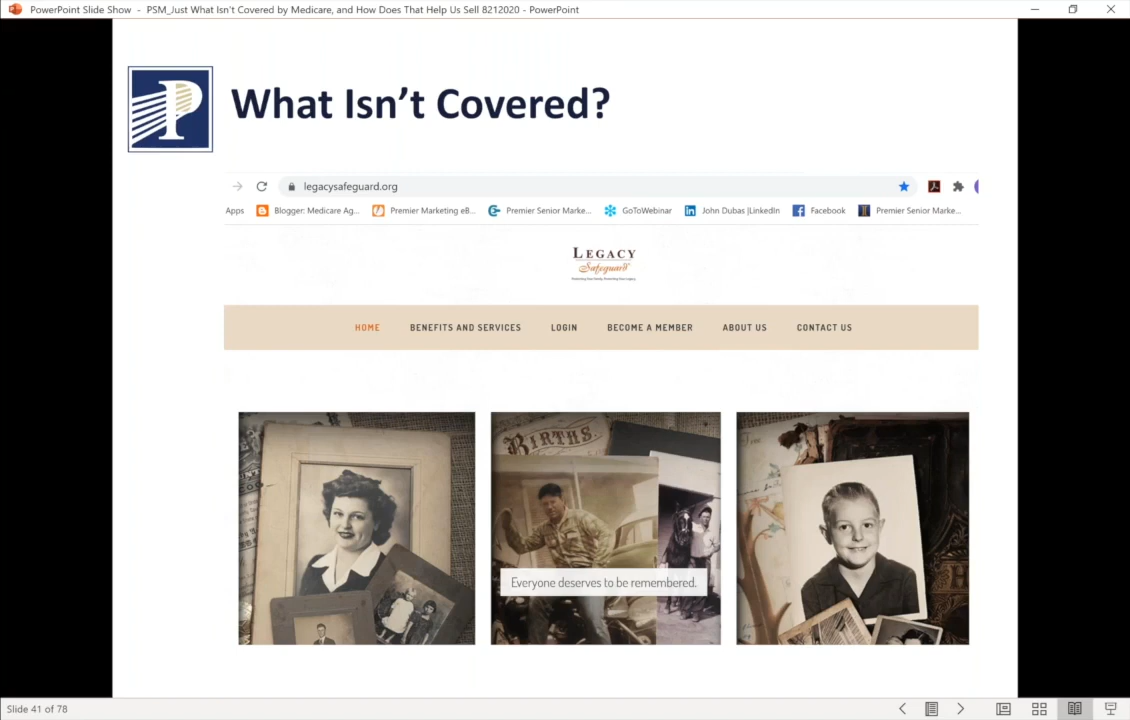 PowerPoint Slide Show - PSM_Just What Isn't Covered by Medicare, and How Does That Help Us Sell 8212020 - PowerPoint
P
What Isn't Covered?
legacysafeguard.org
Apps Blogger: Medicare Ag... Premier Marketing eB... Premier Senior Marke... GoToWebinar John Dubas |LinkedIn Facebook Premier Senior Marke...
LEGACY
Safeguard
HOME BENEFITS AND SERVICES LOGIN BECOME A MEMBER ABOUT US CONTACT US
BIRTHS.
Everyone deserves to be remembered.
Slide 41 of 78